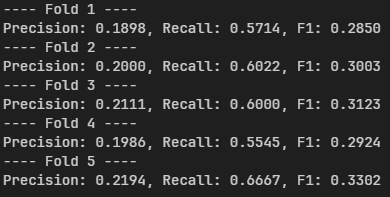 ---- Fold 1 ----
Precision: 0.1898, Recall: 0.5714, F1: 0.2850
---- Fold 2 ----
Precision: 0.2000, Recall: 0.6022, F1: 0.3003
---- Fold 3 ----
Precision: 0.2111, Recall: 0.6000, F1: 0.3123
---- Fold 4 ----
Precision: 0.1986, Recall: 0.5545, F1: 0.2924
---- Fold 5 ----
Precision: 0.2194, Recall: 0.6667, F1: 0.3302